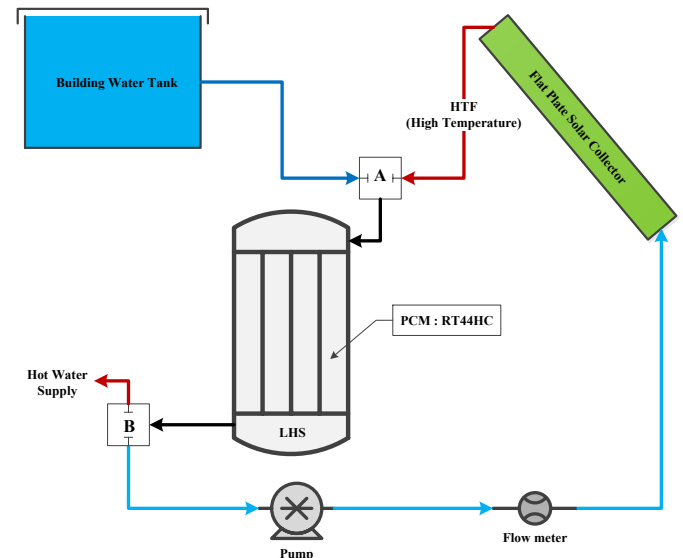 Building Water Tank
HTF
(High Temperature)
Flat Plate Solar Collector
A
PCM : RT44HC
Hot Water
Supply
B
LHS
Pump
Flow meter